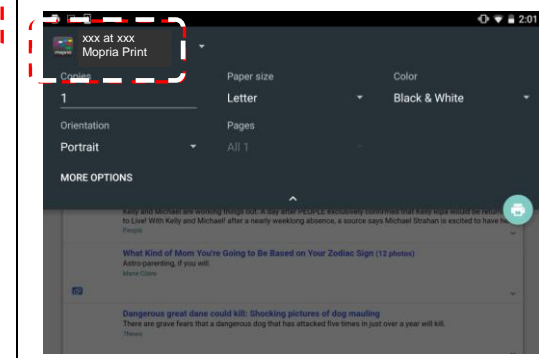 2:01
xxx at xxx
Mopria Print
mopria
Copies
Paper size
Color
1
Letter
Black & White
Orientation
Pages
Portrait
All 1
MORE OPTIONS
Kelly and Michael are working things out. A day after PEOPLE exclusively confirmed that Kelly Ripa would be return
to Live! With Kelly and Michael! after a nearly weeklong absence, a source says Michael Strahan is excited to have
People
What Kind of Mom You're Going to Be Based on Your Zodiac Sign (12 photos)
Astro-parenting, if you will.
Marie Claire
Dangerous great dane could kill: Shocking pictures of dog mauling
There are grave fears that a dangerous dog that has attacked five times in just over a year will kill.